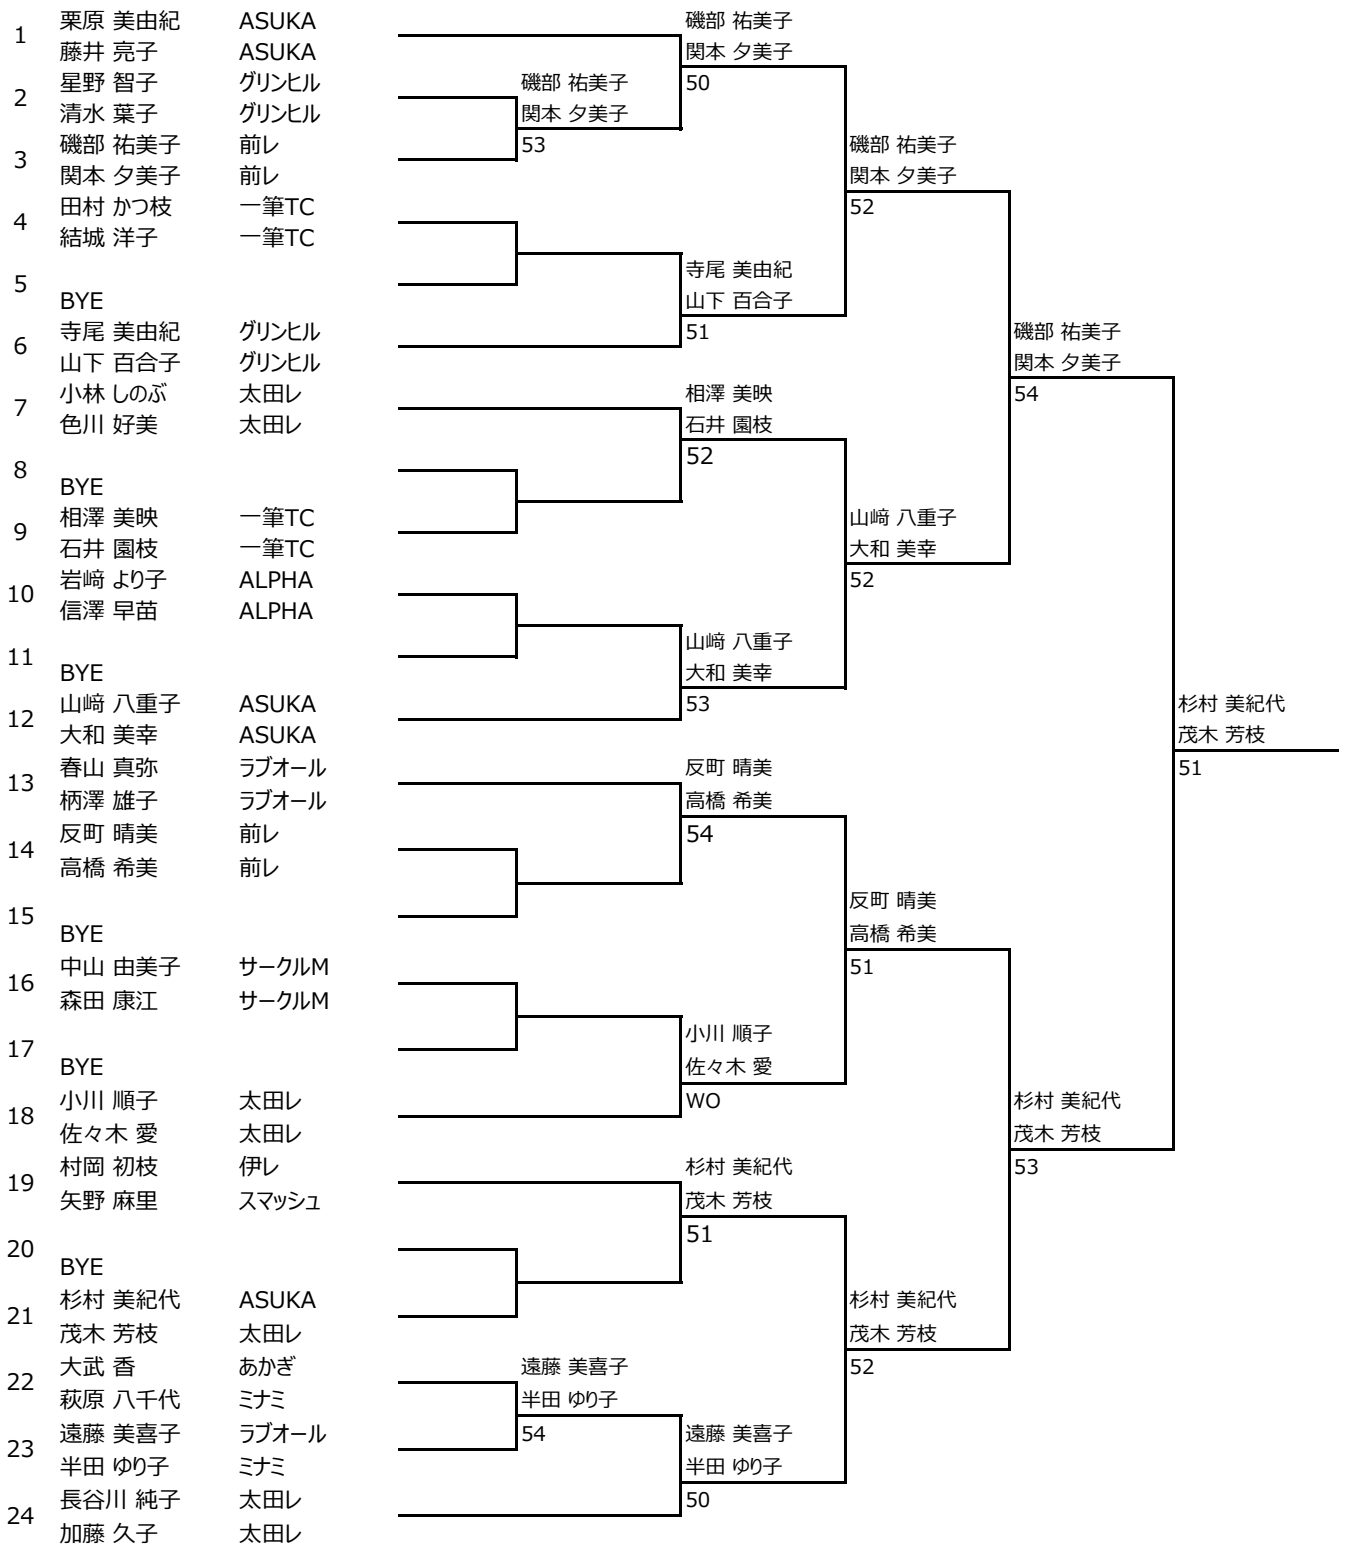 1 栗原 美由紀 ASUKA 磯部 祐美子
藤井 亮子 ASUKA 関本 夕美子
2 星野 智子 グリンヒル 磯部 祐美子 50
清水 葉子 グリンヒル 関本 夕美子
3 磯部 祐美子 前レ 53 磯部 祐美子
関本 夕美子 前レ 関本 夕美子
4 田村 かつ枝 一筆TC 52
結城 洋子 一筆TC
5 寺尾 美由紀
BYE 山下 百合子
6 寺尾 美由紀 グリンヒル 51 磯部 祐美子
山下 百合子 グリンヒル 関本 夕美子
7 小林 しのぶ 太田レ 相澤 美映 54
色川 好美 太田レ 石井 園枝
8 52
BYE
9 相澤 美映 一筆TC 山﨑 八重子
石井 園枝 一筆TC 大和 美幸
10 岩﨑 より子 ALPHA 52
信澤 早苗 ALPHA
11 山﨑 八重子
BYE 大和 美幸
12 山﨑 八重子 ASUKA 53 杉村 美紀代
大和 美幸 ASUKA 茂木 芳枝
13 春山 真弥 ラブオール 反町 晴美 51
柄澤 雄子 ラブオール 高橋 希美
14 反町 晴美 前レ 54
高橋 希美 前レ
15 反町 晴美
BYE 高橋 希美
16 中山 由美子 サークルM 51
森田 康江 サークルM
17 小川 順子
BYE 佐々木 愛
18 小川 順子 太田レ WO 杉村 美紀代
佐々木 愛 太田レ 茂木 芳枝
19 村岡 初枝 伊レ 杉村 美紀代 53
矢野 麻里 スマッシュ 茂木 芳枝
20 51
BYE
21 杉村 美紀代 ASUKA 杉村 美紀代
茂木 芳枝 太田レ 茂木 芳枝
22 大武 香 あかぎ 遠藤 美喜子 52
萩原 八千代 ミナミ 半田 ゆり子
23 遠藤 美喜子 ラブオール 54 遠藤 美喜子
半田 ゆり子 ミナミ 半田 ゆり子
24 長谷川 純子 太田レ 50
加藤 久子 太田レ